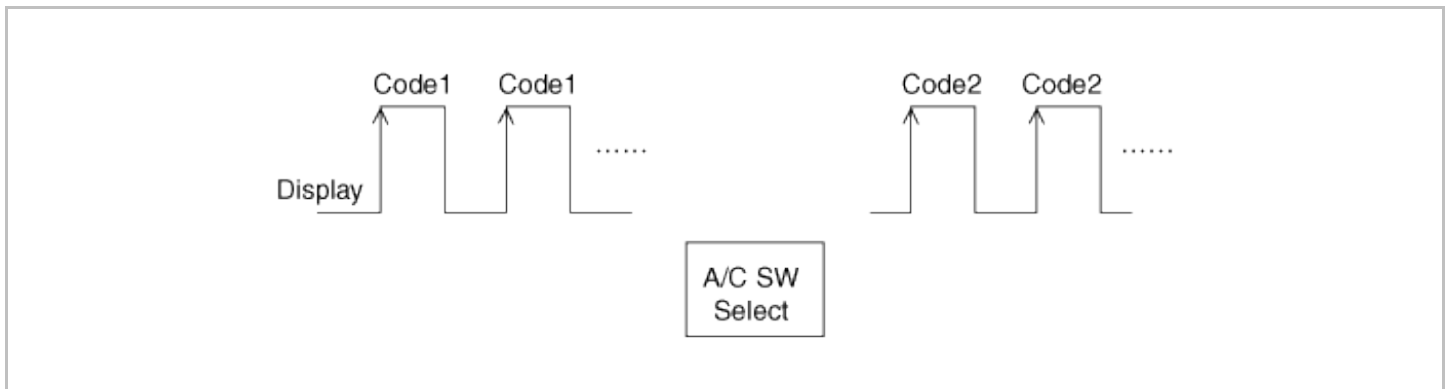 Code1 Code1 Code2 Code2
...... ......
Display
A/C SW
Select